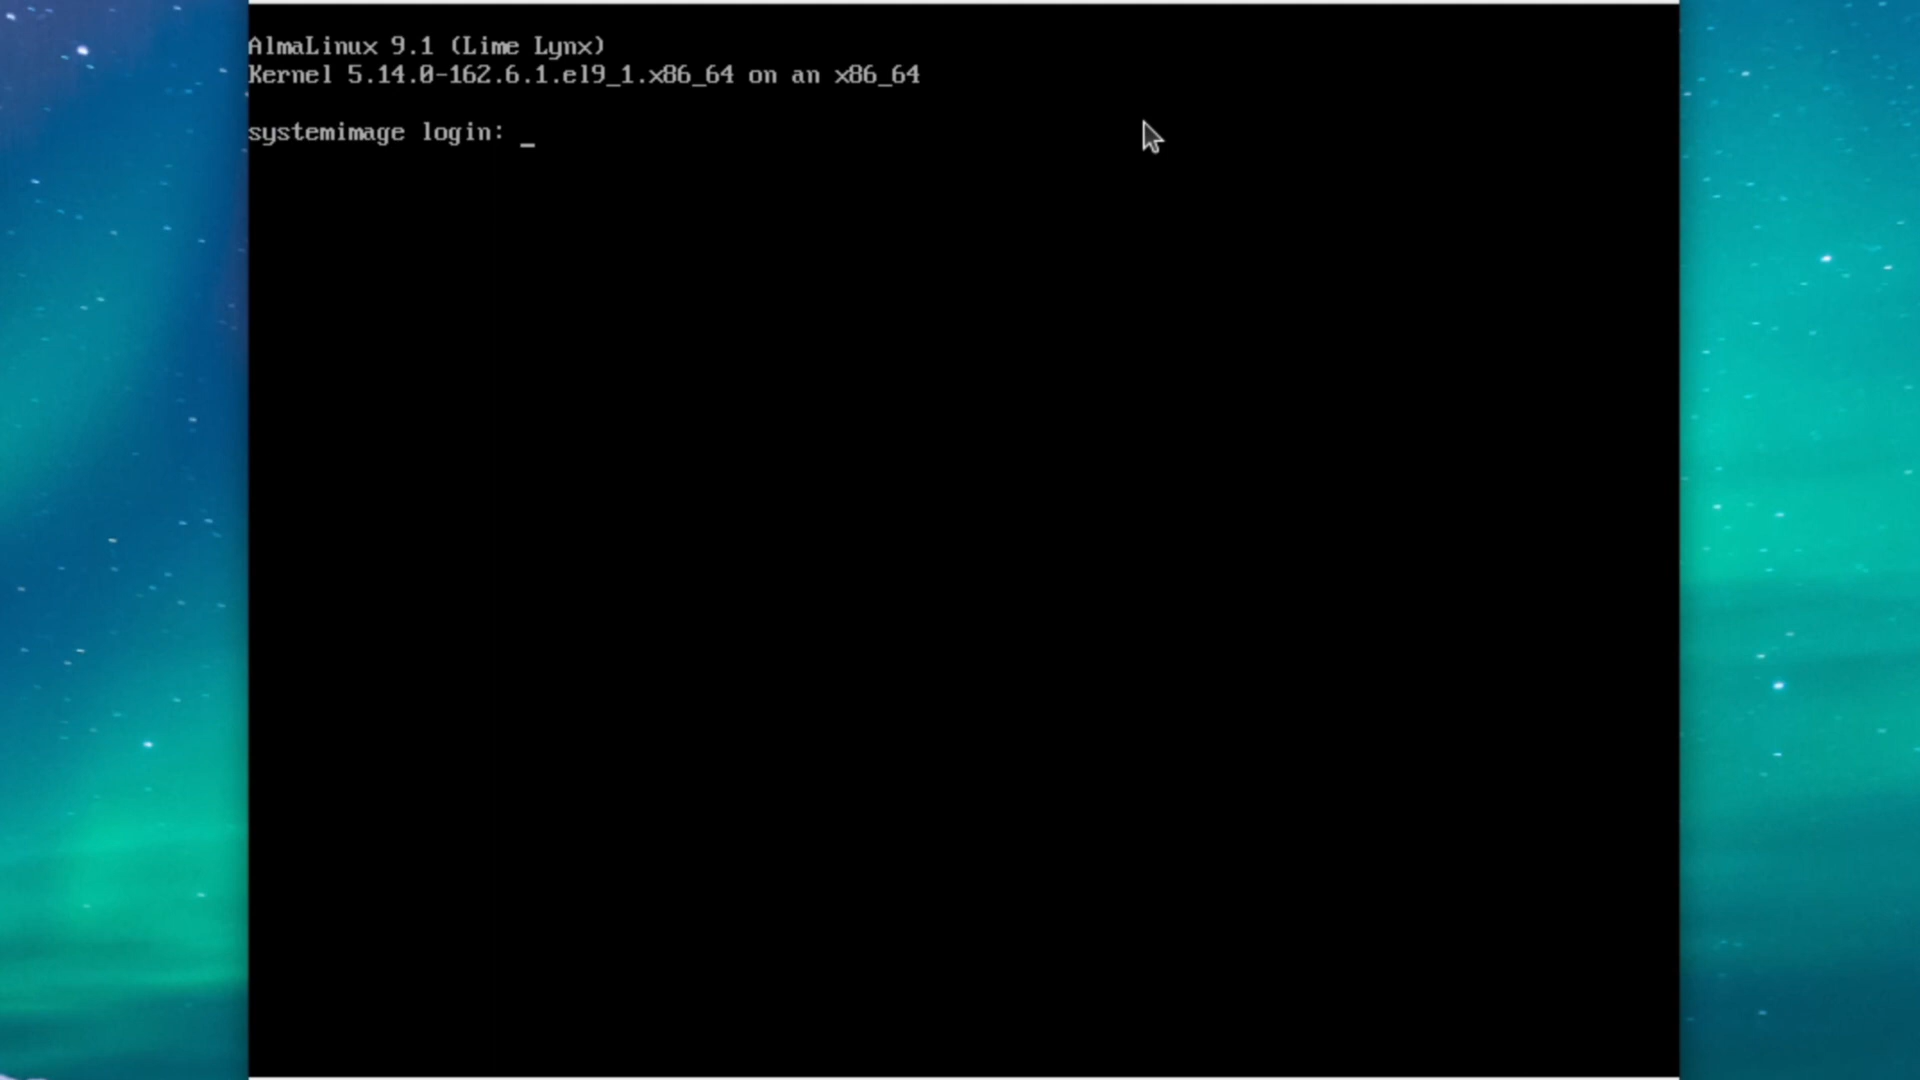 AlmaLinux 9.1 (Lime Lynx)
Kernel 5.14.0-162.6.1.el9_1.x86_64 on an x86_64
systemimage login: _